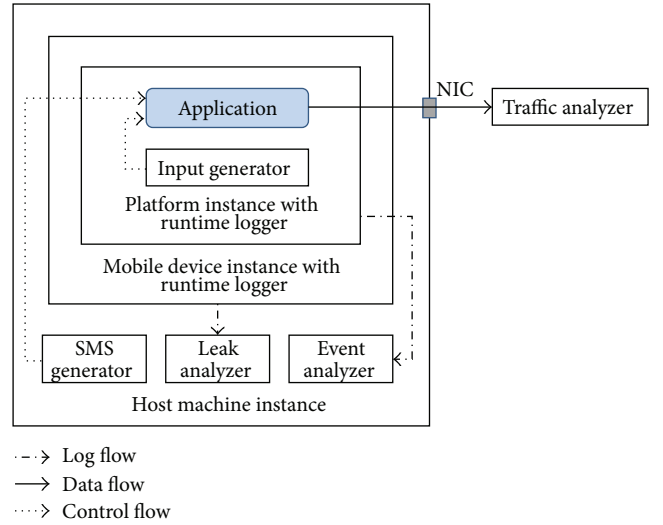 NIC
Application
Traffic analyzer
Input generator
Platform instance with
runtime logger
Mobile device instance with
runtime logger
SMS
generator
Leak
analyzer
Event
analyzer
Host machine instance
Log flow
Data flow
Control flow